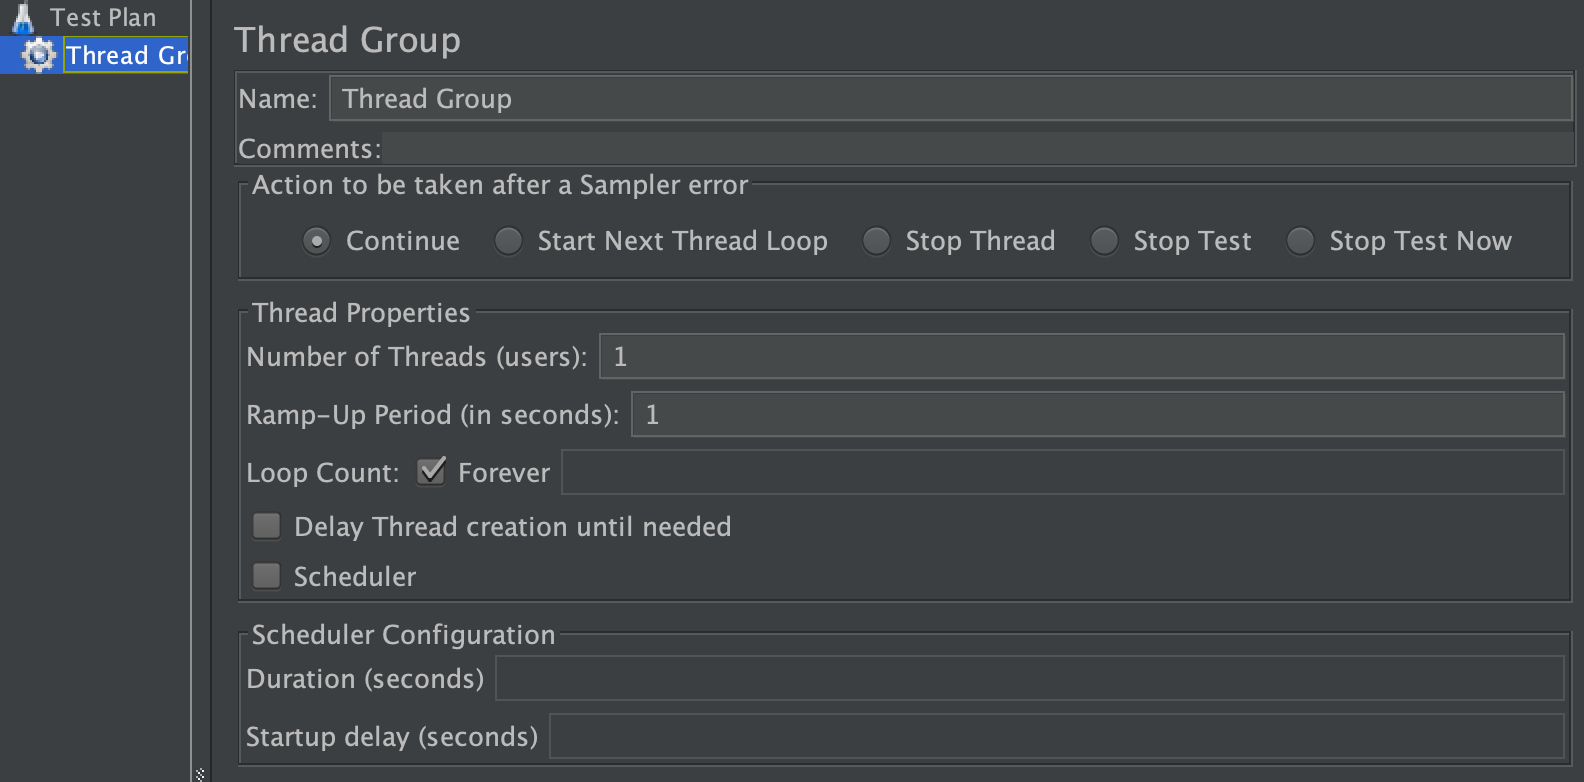 Test Plan
Thread Gr
Thread Group
Name: Thread Group
Comments:
Action to be taken after a Sampler error
Continue Start Next Thread Loop Stop Thread Stop Test Stop Test Now
Thread Properties
Number of Threads (users): 1
Ramp-Up Period (in seconds): 1
Loop Count: Forever
Delay Thread creation until needed
Scheduler
Scheduler Configuration
Duration (seconds)
Startup delay (seconds)